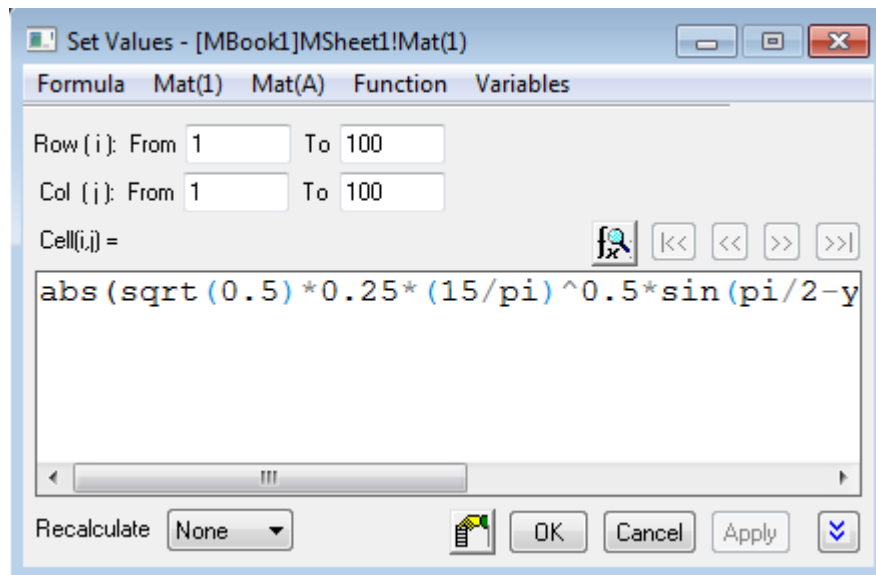 Set Values - [MBook1]MSheet1!Mat(1)
Formula Mat(1) Mat(A) Function Variables
Row ( i ): From 1 To 100
Col ( j ): From 1 To 100
Cell(i,j) =
fx |<< << >> >>|
abs(sqrt(0.5)*0.25*(15/pi)^0.5*sin(pi/2-y
Recalculate None OK Cancel Apply